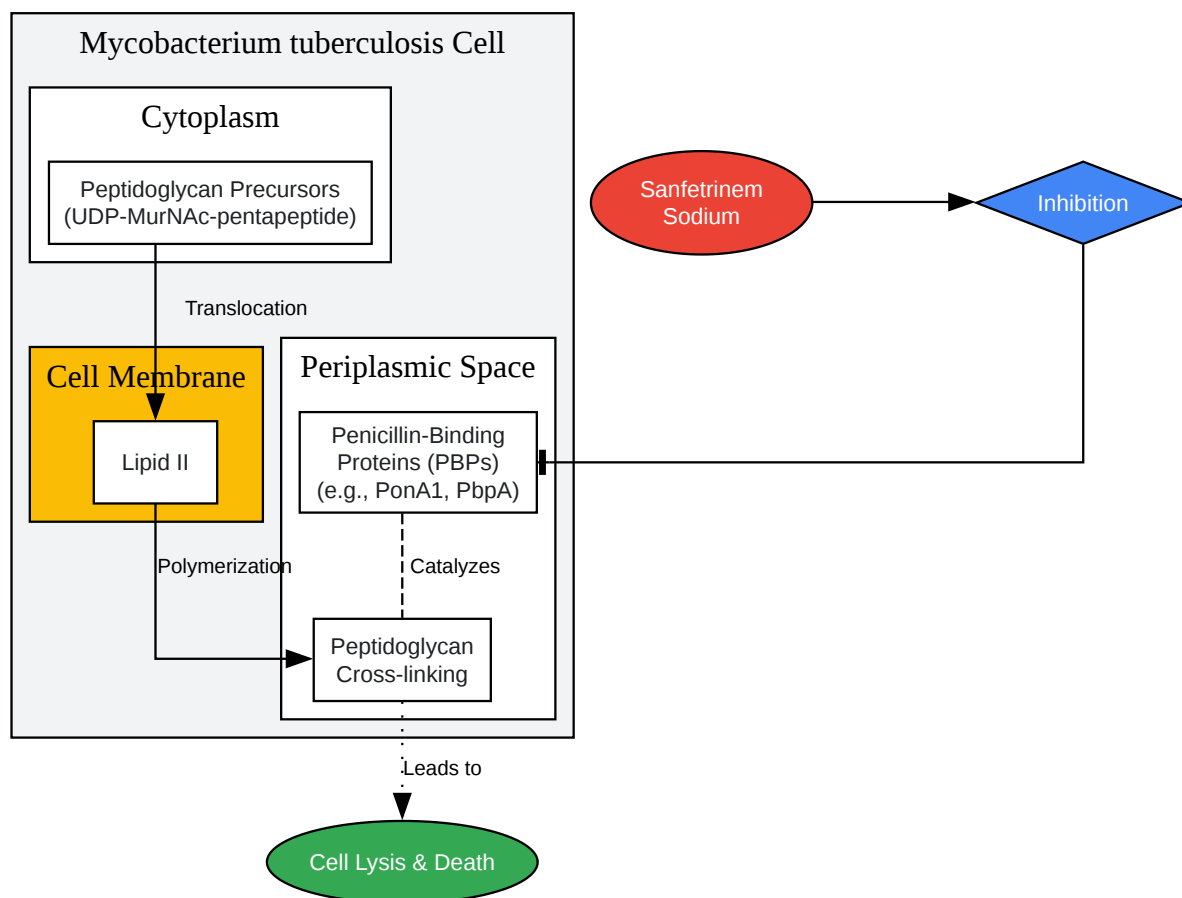 Mycobacterium tuberculosis Cell
Cytoplasm
Peptidoglycan Precursors
(UDP-MurNAc-pentapeptide)
Sanfetrinem
Sodium
Inhibition
Translocation
Cell Membrane
Lipid II
Periplasmic Space
Penicillin-Binding
Proteins (PBPs)
(e.g., PonA1, PbpA)
Polymerization
Catalyzes
Peptidoglycan
Cross-linking
Leads to
Cell Lysis & Death